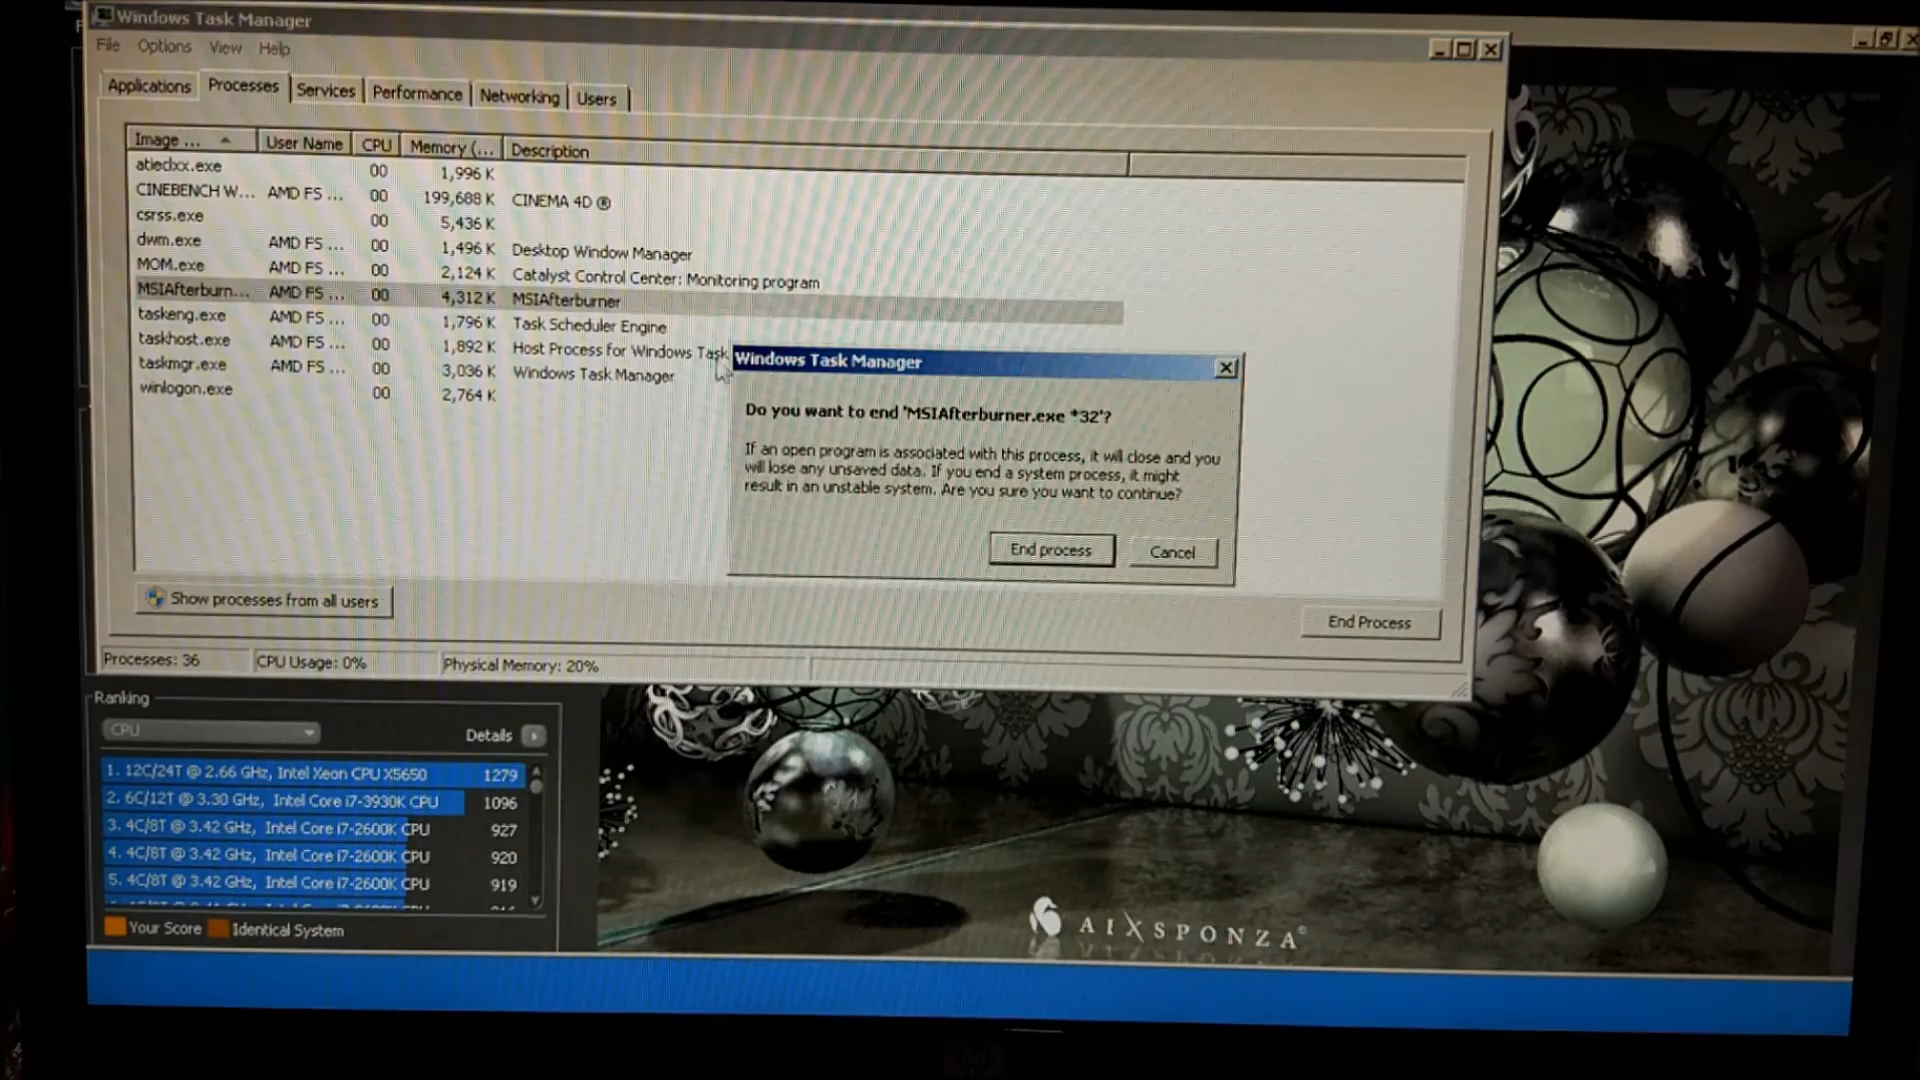 Windows Task Manager
File Options View Help
Applications Processes Services Performance Networking Users
Image ... User Name CPU Memory (... Description
atieclxx.exe 00 1,996 K
CINEBENCH W... AMD FS ... 00 199,688 K CINEMA 4D ®
csrss.exe 00 5,436 K
dwm.exe AMD FS ... 00 1,496 K Desktop Window Manager
MOM.exe AMD FS ... 00 2,124 K Catalyst Control Center: Monitoring program
MSIAfterburn... AMD FS ... 00 4,312 K MSIAfterburner
taskeng.exe AMD FS ... 00 1,796 K Task Scheduler Engine
taskhost.exe AMD FS ... 00 1,892 K Host Process for Windows Task
taskmgr.exe AMD FS ... 00 3,036 K Windows Task Manager
winlogon.exe 00 2,764 K
Windows Task Manager
Do you want to end 'MSIAfterburner.exe *32'?
If an open program is associated with this process, it will close and you
will lose any unsaved data. If you end a system process, it might
result in an unstable system. Are you sure you want to continue?
End process Cancel
Show processes from all users
End Process
Processes: 36 CPU Usage: 0% Physical Memory: 20%
Ranking
CPU Details
1. 12C/24T @ 2.66 GHz, Intel Xeon CPU X5650 1279
2. 6C/12T @ 3.30 GHz, Intel Core i7-3930K CPU 1096
3. 4C/8T @ 3.42 GHz, Intel Core i7-2600K CPU 927
4. 4C/8T @ 3.42 GHz, Intel Core i7-2600K CPU 920
5. 4C/8T @ 3.42 GHz, Intel Core i7-2600K CPU 919
Your Score Identical System
AIXSPONZA©
hp